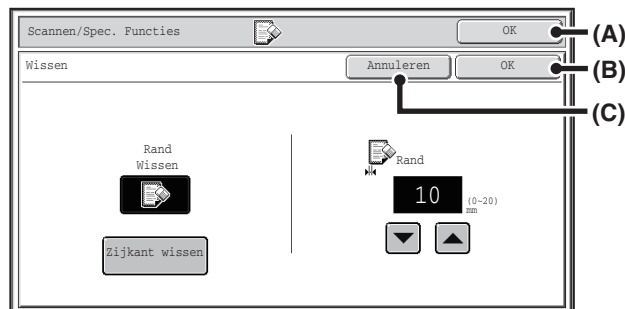 Scannen/Spec. Functies
OK
(A)
Wissen
Annuleren
OK
(B)
(C)
Rand
Wissen
Zijkant wissen
Rand
10
(0~20)
mm